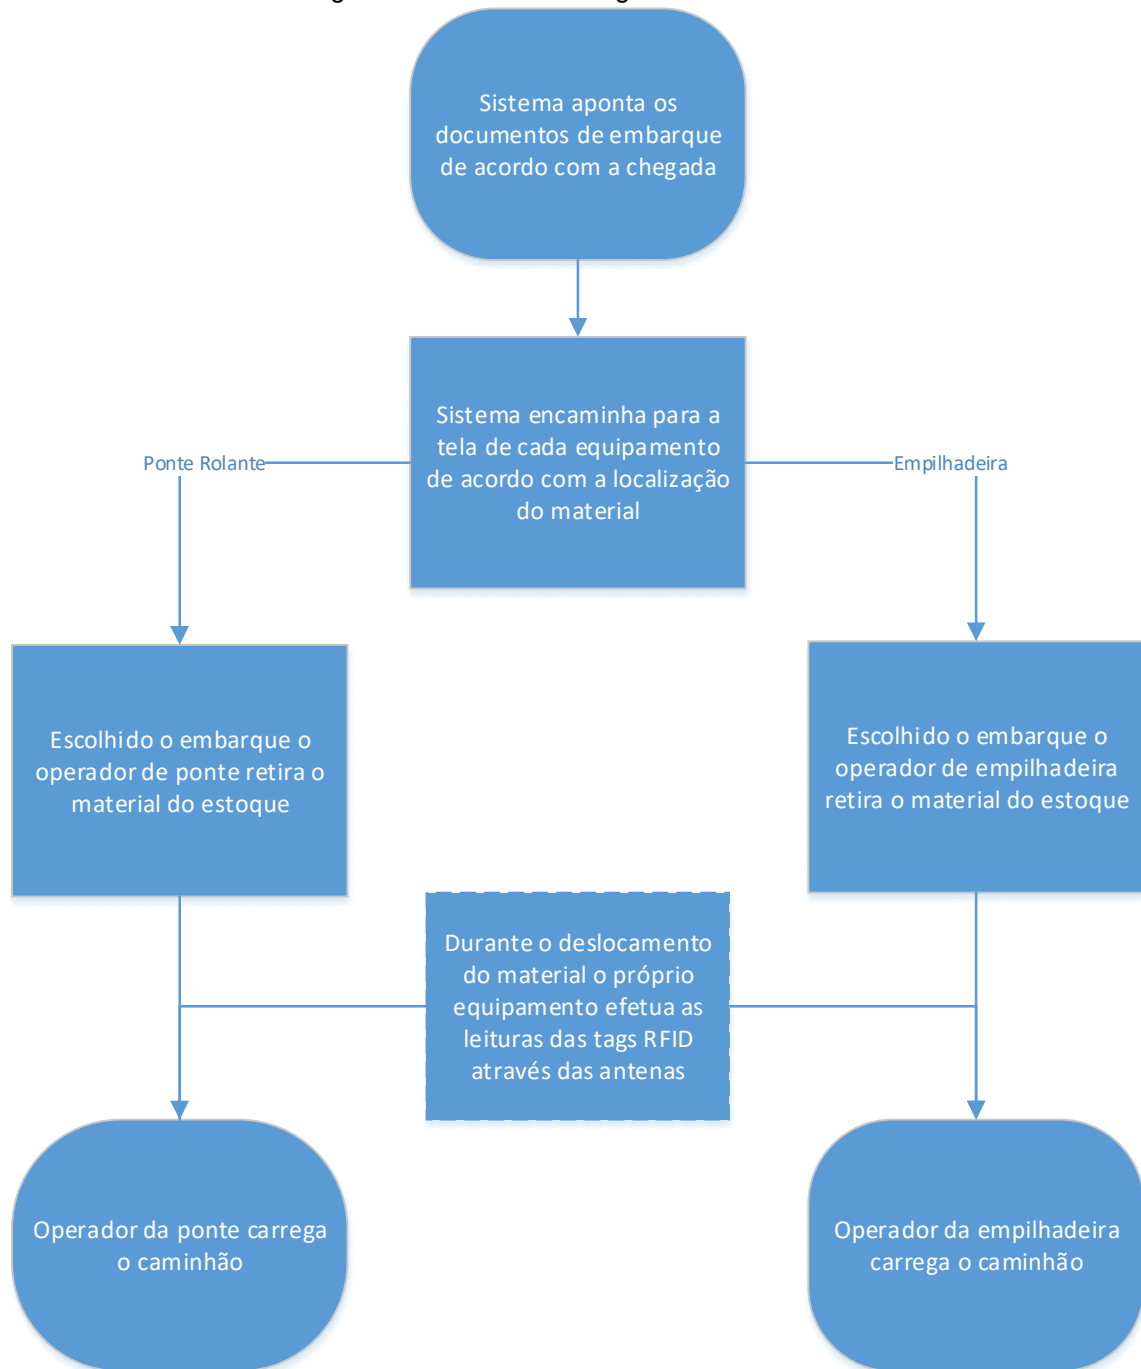 Sistema aponta os
documentos de embarque
de acordo com a chegada
Sistema encaminha para a
tela de cada equipamento
de acordo com a localização
do material
Ponte Rolante
Empilhadeira
Escolhido o embarque o
operador de ponte retira o
material do estoque
Escolhido o embarque o
operador de empilhadeira
retira o material do estoque
Durante o deslocamento
do material o próprio
equipamento efetua as
leituras das tags RFID
através das antenas
Operador da ponte carrega
o caminhão
Operador da empilhadeira
carrega o caminhão